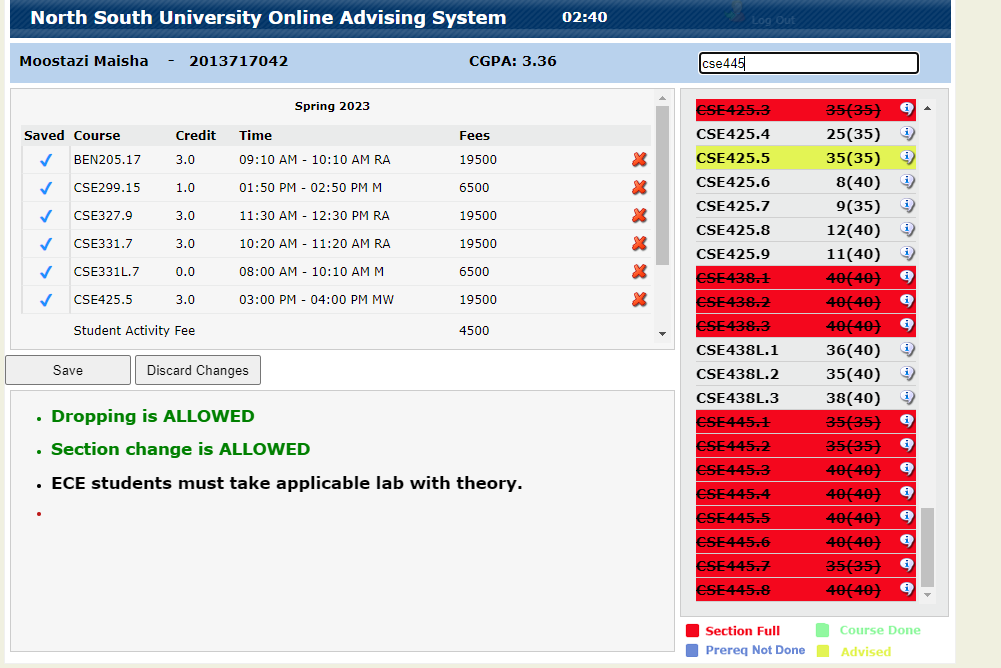 North South University Online Advising System 02:40 Log Out
Moostazi Maisha - 2013717042 CGPA: 3.36 cse445
Spring 2023
Saved Course Credit Time Fees
BEN205.17 3.0 09:10 AM - 10:10 AM RA 19500
CSE299.15 1.0 01:50 PM - 02:50 PM M 6500
CSE327.9 3.0 11:30 AM - 12:30 PM RA 19500
CSE331.7 3.0 10:20 AM - 11:20 AM RA 19500
CSE331L.7 0.0 08:00 AM - 10:10 AM M 6500
CSE425.5 3.0 03:00 PM - 04:00 PM MW 19500
Student Activity Fee 4500
Save Discard Changes
• Dropping is ALLOWED
• Section change is ALLOWED
• ECE students must take applicable lab with theory.
•
CSE425.3 35(35)
CSE425.4 25(35)
CSE425.5 35(35)
CSE425.6 8(40)
CSE425.7 9(35)
CSE425.8 12(40)
CSE425.9 11(40)
CSE438.1 40(40)
CSE438.2 40(40)
CSE438.3 40(40)
CSE438L.1 36(40)
CSE438L.2 35(40)
CSE438L.3 38(40)
CSE445.1 35(35)
CSE445.2 35(35)
CSE445.3 40(40)
CSE445.4 40(40)
CSE445.5 40(40)
CSE445.6 40(40)
CSE445.7 35(35)
CSE445.8 40(40)
Section Full Course Done
Prereq Not Done Advised